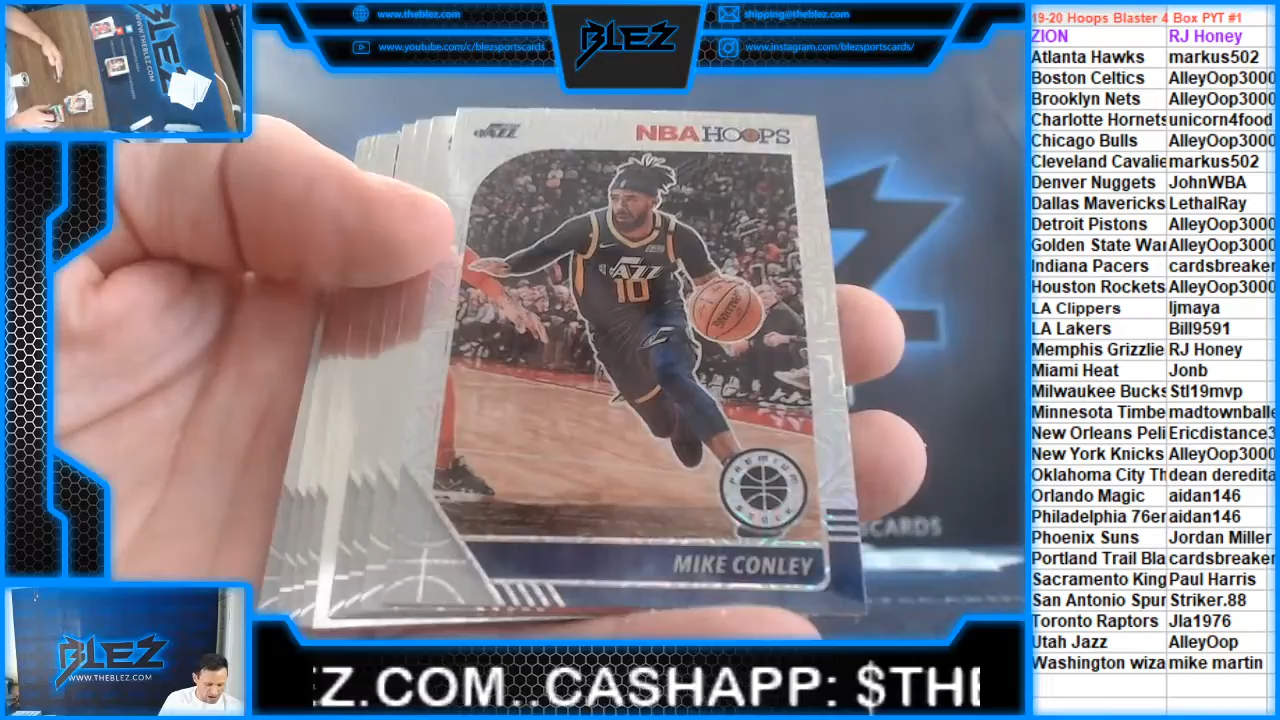 www.theblez.com
shipping@theblez.com
www.youtube.com/c/blezsportscards
www.instagram.com/blezsportscards/
BLEZ
BLEZ
WWW.THEBLEZ.COM
JAZZ
NBA HOOPS
JAZZ
10
PREMIUM
STOCK
MIKE CONLEY
CARDS
BLEZ
WWW.THEBLEZ.COM
Z.COM..CASHAPP: $THE
19-20 Hoops Blaster 4 Box PYT #1
ZION RJ Honey
Atlanta Hawks markus502
Boston Celtics AlleyOop3000
Brooklyn Nets AlleyOop3000
Charlotte Hornets unicorn4food
Chicago Bulls AlleyOop3000
Cleveland Cavalie markus502
Denver Nuggets JohnWBA
Dallas Mavericks LethalRay
Detroit Pistons AlleyOop3000
Golden State War AlleyOop3000
Indiana Pacers cardsbreaker
Houston Rockets AlleyOop3000
LA Clippers ljmaya
LA Lakers Bill9591
Memphis Grizzlie RJ Honey
Miami Heat Jonb
Milwaukee Bucks Stl19mvp
Minnesota Timbe madtownballe
New Orleans Peli Ericdistance3
New York Knicks AlleyOop3000
Oklahoma City Th dean deredita
Orlando Magic aidan146
Philadelphia 76er aidan146
Phoenix Suns Jordan Miller
Portland Trail Bla cardsbreaker
Sacramento King Paul Harris
San Antonio Spur Striker.88
Toronto Raptors Jla1976
Utah Jazz AlleyOop
Washington wiza mike martin